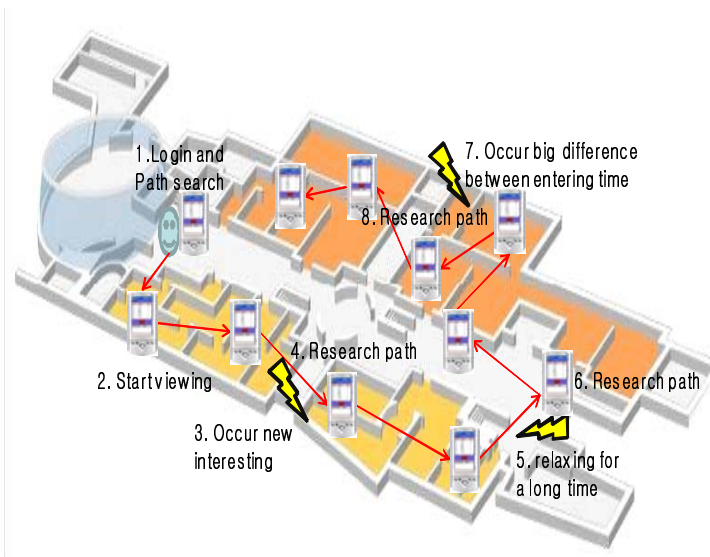 1.Login and
Path search
2. Start viewing
3. Occur new
interesting
4. Research path
5. relaxing for
a long time
6. Research path
7. Occur big difference
between entering time
8. Research path